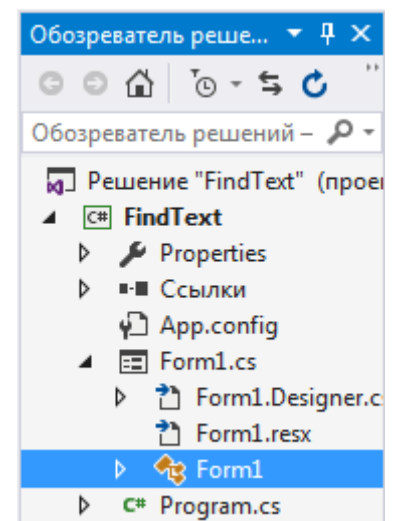 Обозреватель реше...
Обозреватель решений –
Решение "FindText" (прое
C# FindText
Properties
Ссылки
App.config
Form1.cs
Form1.Designer.c
Form1.resx
Form1
C# Program.cs